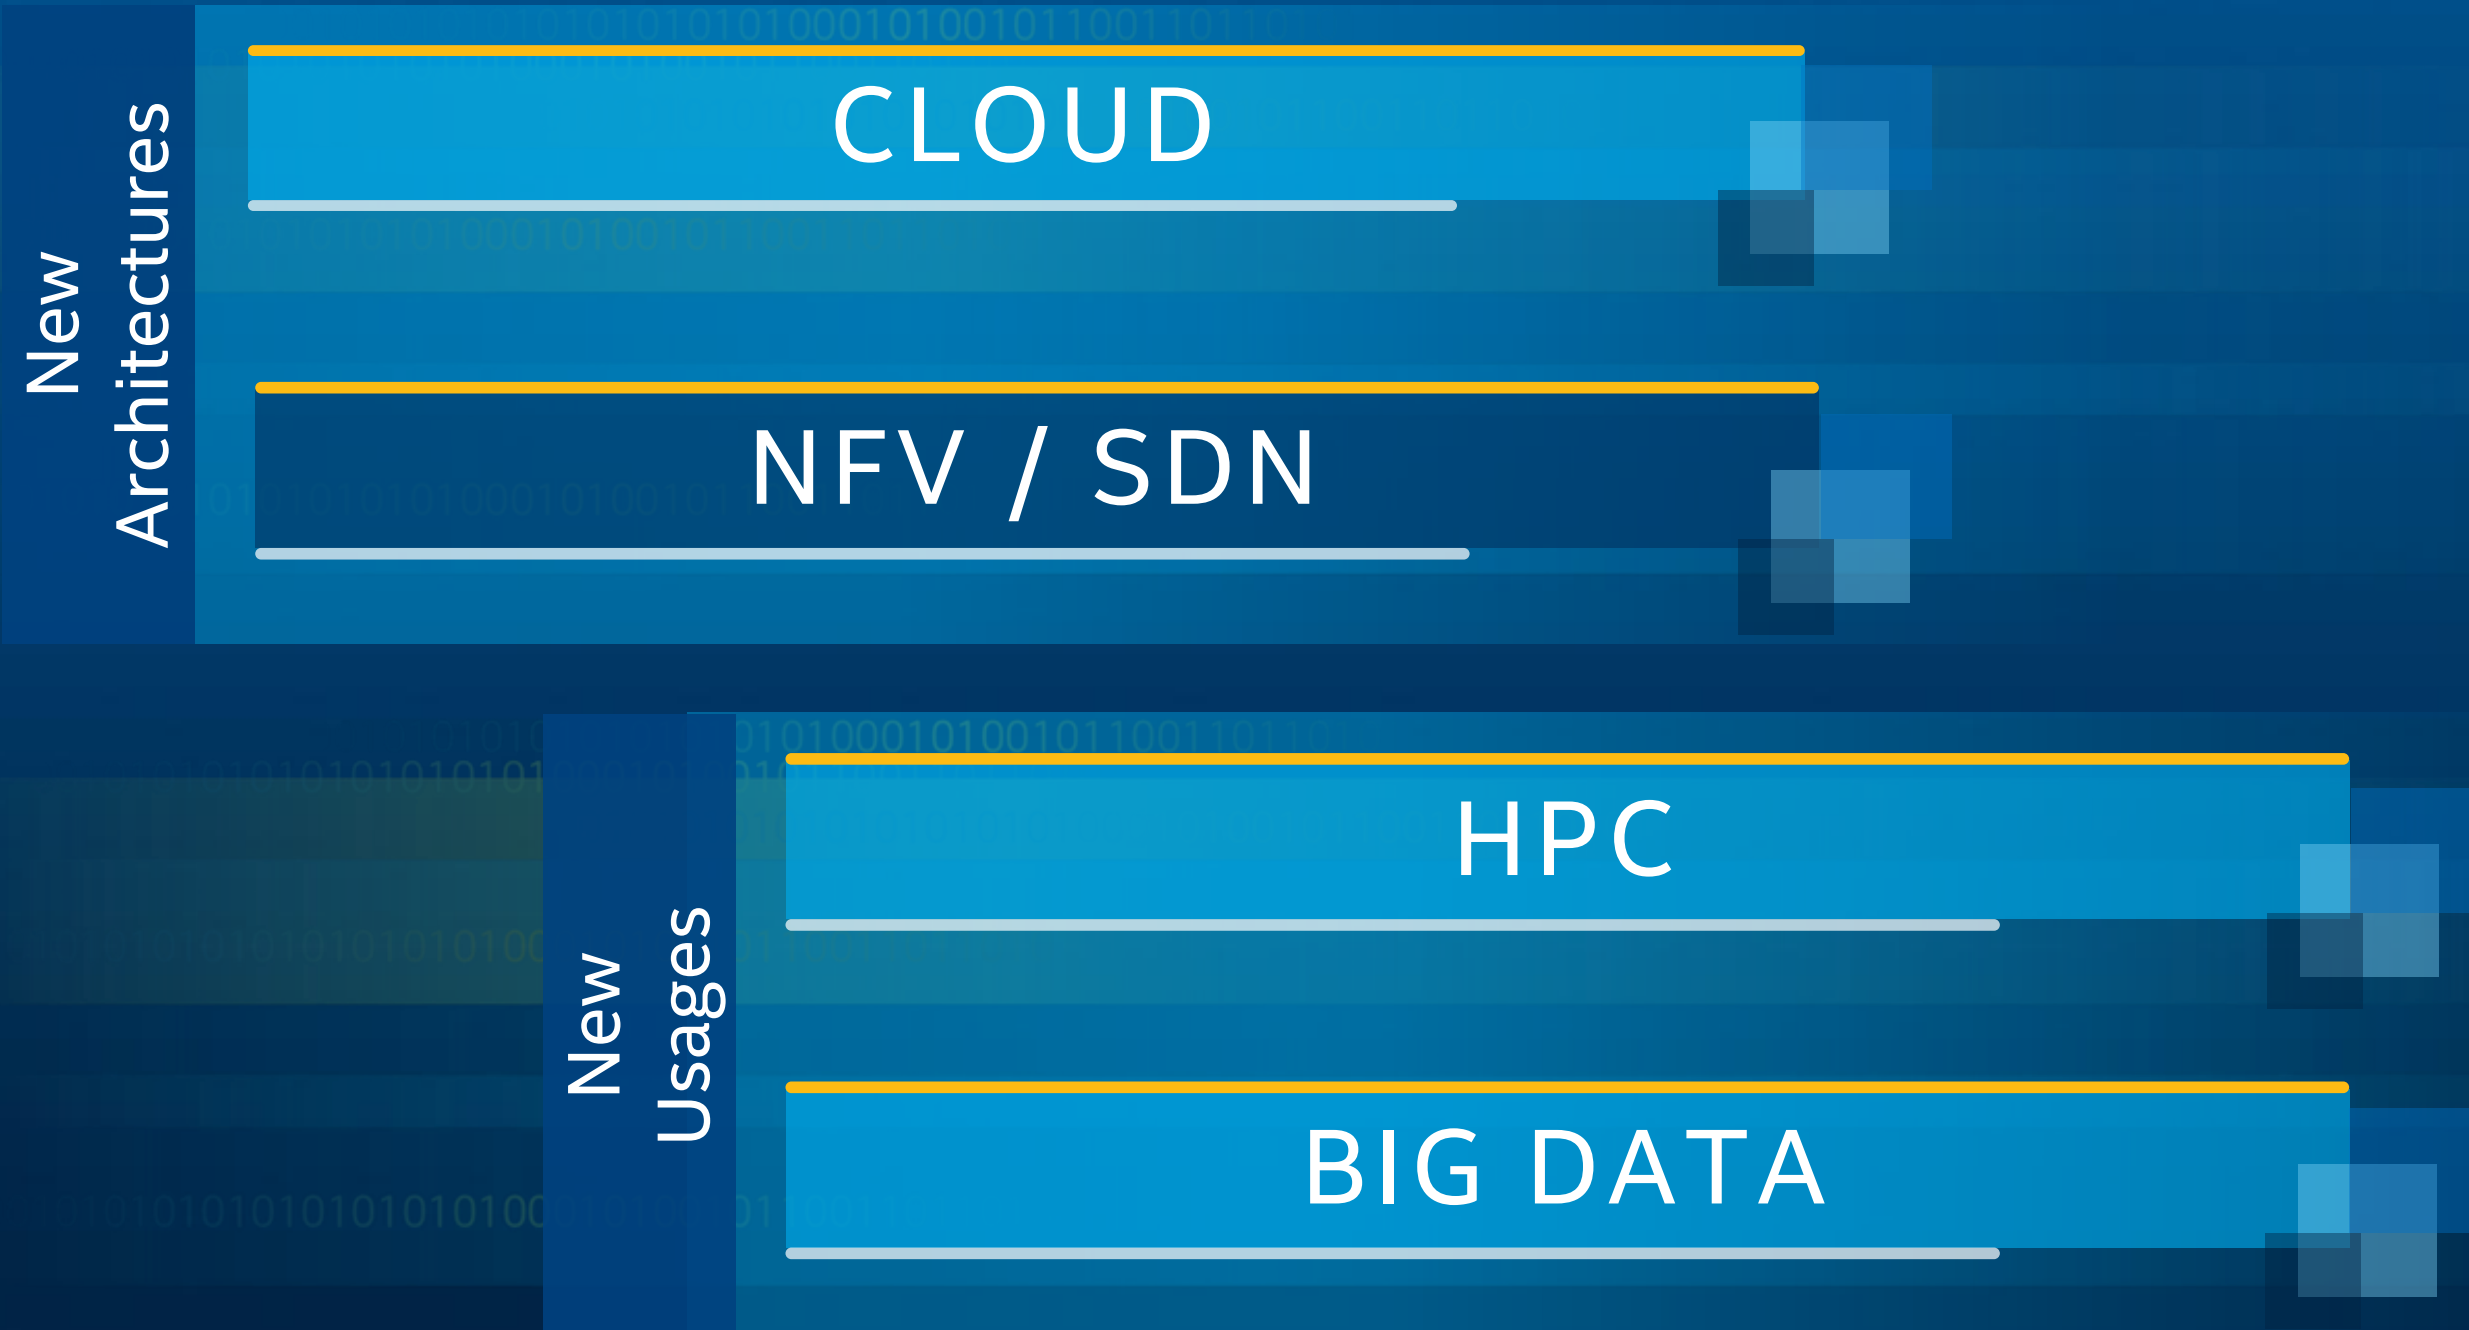 New
Architectures
CLOUD
NFV / SDN
New
Usages
HPC
BIG DATA